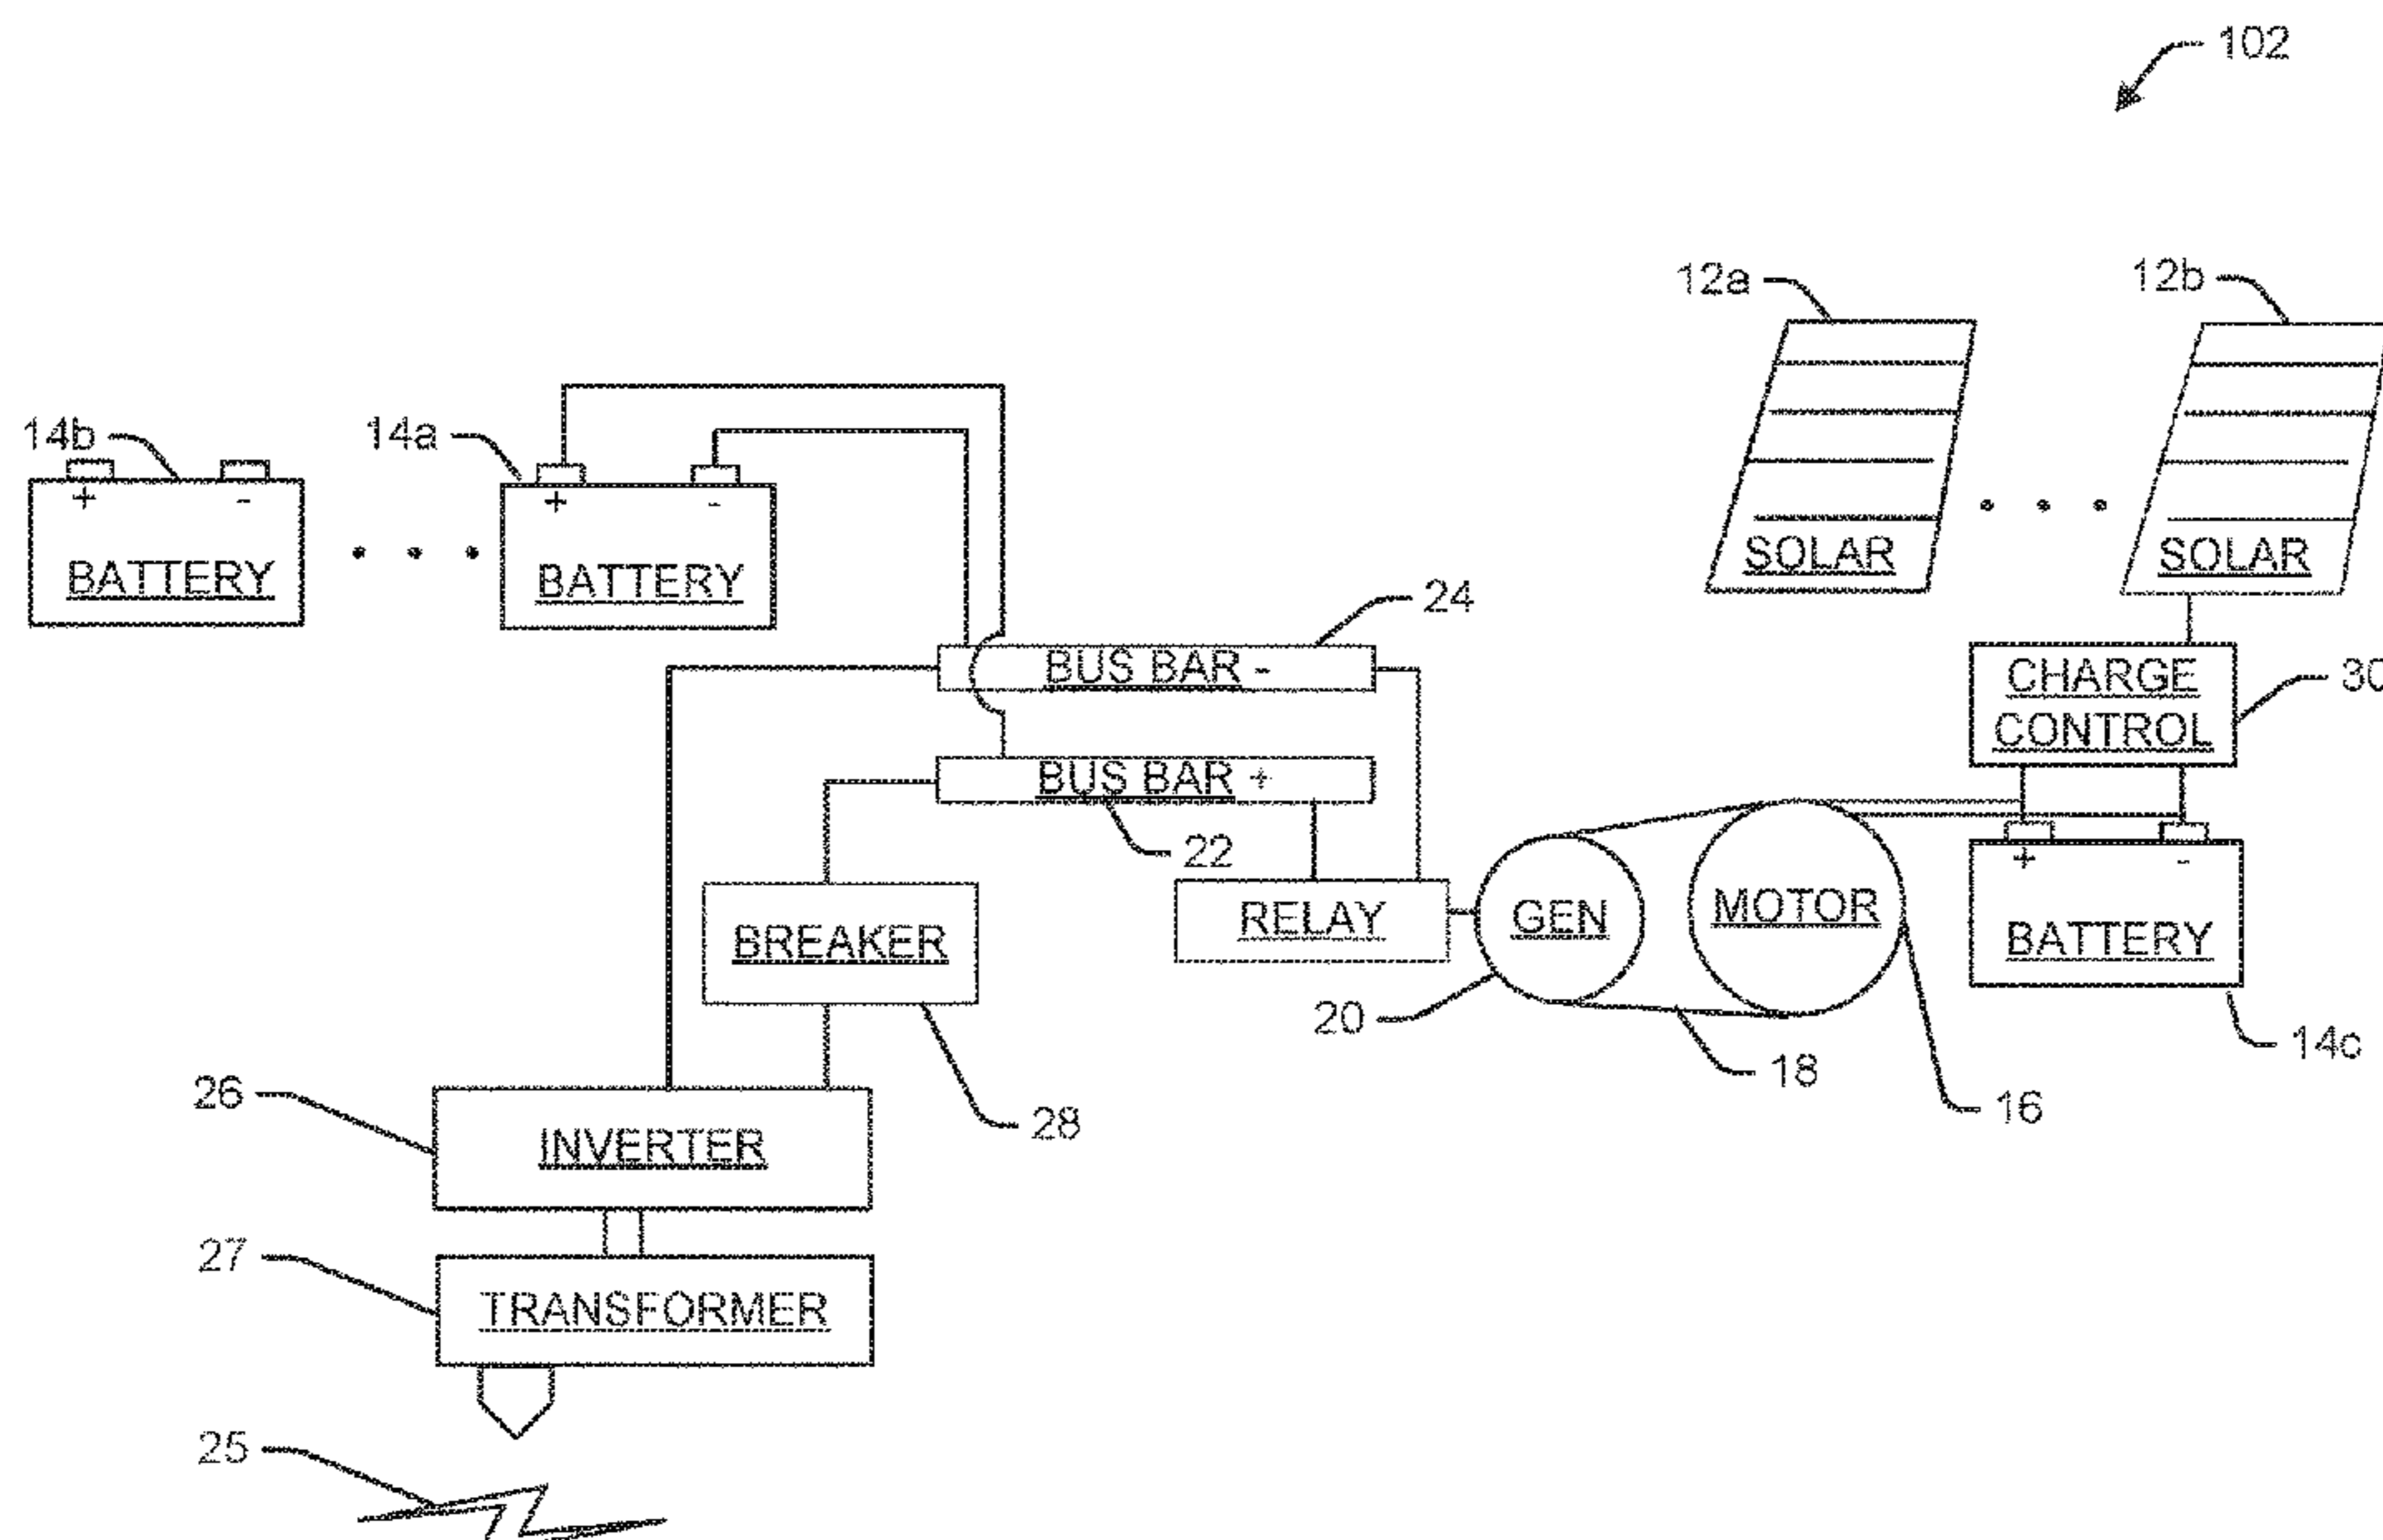 102
12a
12b
14b
14a
+ -
BATTERY
+ -
BATTERY
SOLAR
SOLAR
24
BUS BAR -
CHARGE
CONTROL
30
BUS BAR +
22
RELAY
GEN
MOTOR
+ -
BATTERY
BREAKER
20
18
16
14c
26
INVERTER
28
27
TRANSFORMER
25